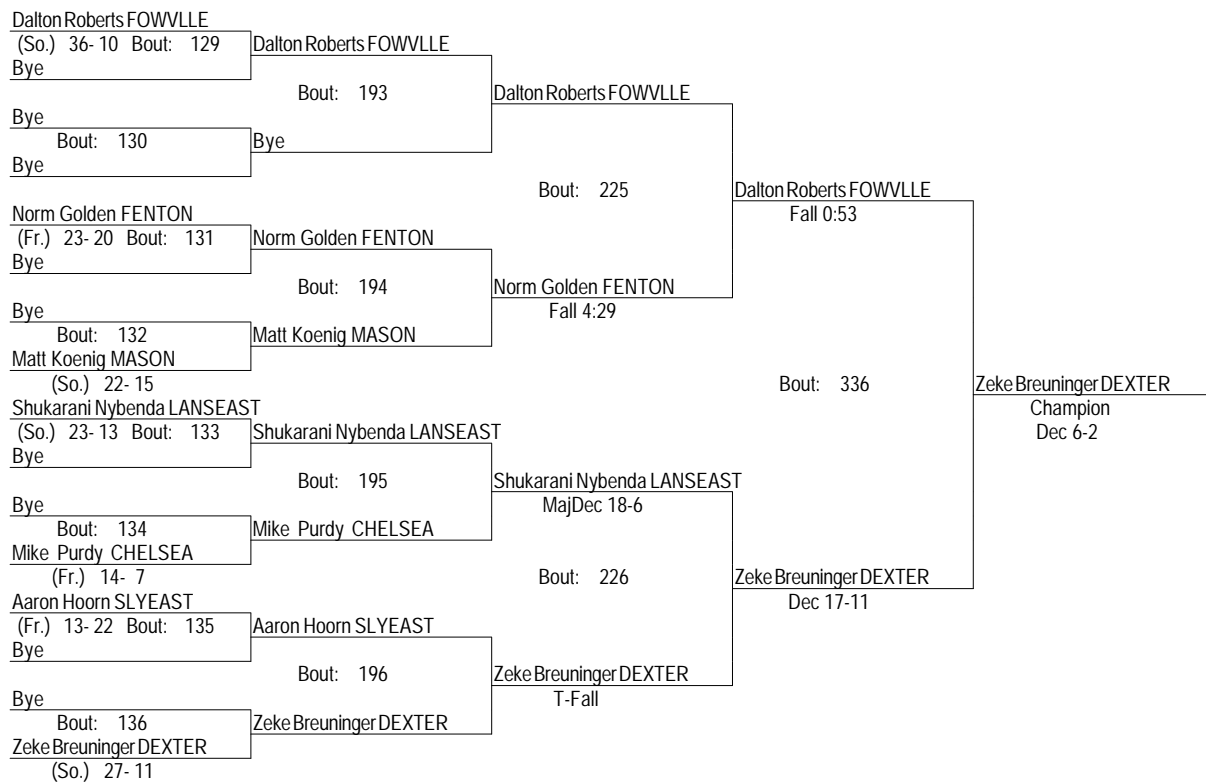 Dalton Roberts FOWVLLE
(So.) 36- 10 Bout: 129 Dalton Roberts FOWVLLE
Bye
Bout: 193 Dalton Roberts FOWVLLE
Bye
Bout: 130 Bye
Bye
Bout: 225 Dalton Roberts FOWVLLE
Norm Golden FENTON Fall 0:53
(Fr.) 23- 20 Bout: 131 Norm Golden FENTON
Bye
Bout: 194 Norm Golden FENTON
Bye Fall 4:29
Bout: 132 Matt Koenig MASON
Matt Koenig MASON
(So.) 22- 15 Bout: 336 Zeke Breuninger DEXTER
Shukarani Nybenda LANSEAST Champion
(So.) 23- 13 Bout: 133 Shukarani Nybenda LANSEAST Dec 6-2
Bye
Bout: 195 Shukarani Nybenda LANSEAST
Bye MajDec 18-6
Bout: 134 Mike Purdy CHELSEA
Mike Purdy CHELSEA
(Fr.) 14- 7 Bout: 226 Zeke Breuninger DEXTER
Aaron Hoorn SLYEAST Dec 17-11
(Fr.) 13- 22 Bout: 135 Aaron Hoorn SLYEAST
Bye
Bout: 196 Zeke Breuninger DEXTER
Bye T-Fall
Bout: 136 Zeke Breuninger DEXTER
Zeke Breuninger DEXTER
(So.) 27- 11